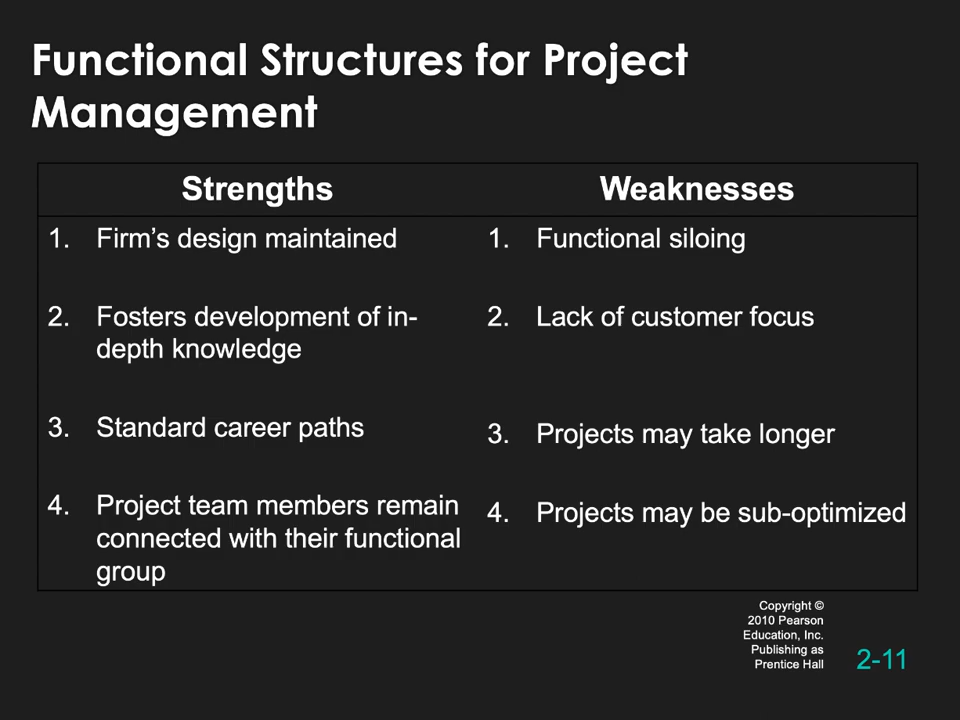 Functional Structures for Project
Management
Strengths
Weaknesses
1. Firm’s design maintained
2. Fosters development of in-
depth knowledge
3. Standard career paths
4. Project team members remain
connected with their functional
group
1. Functional siloing
2. Lack of customer focus
3. Projects may take longer
4. Projects may be sub-optimized
Copyright ©
2010 Pearson
Education, Inc.
Publishing as
Prentice Hall
2-11